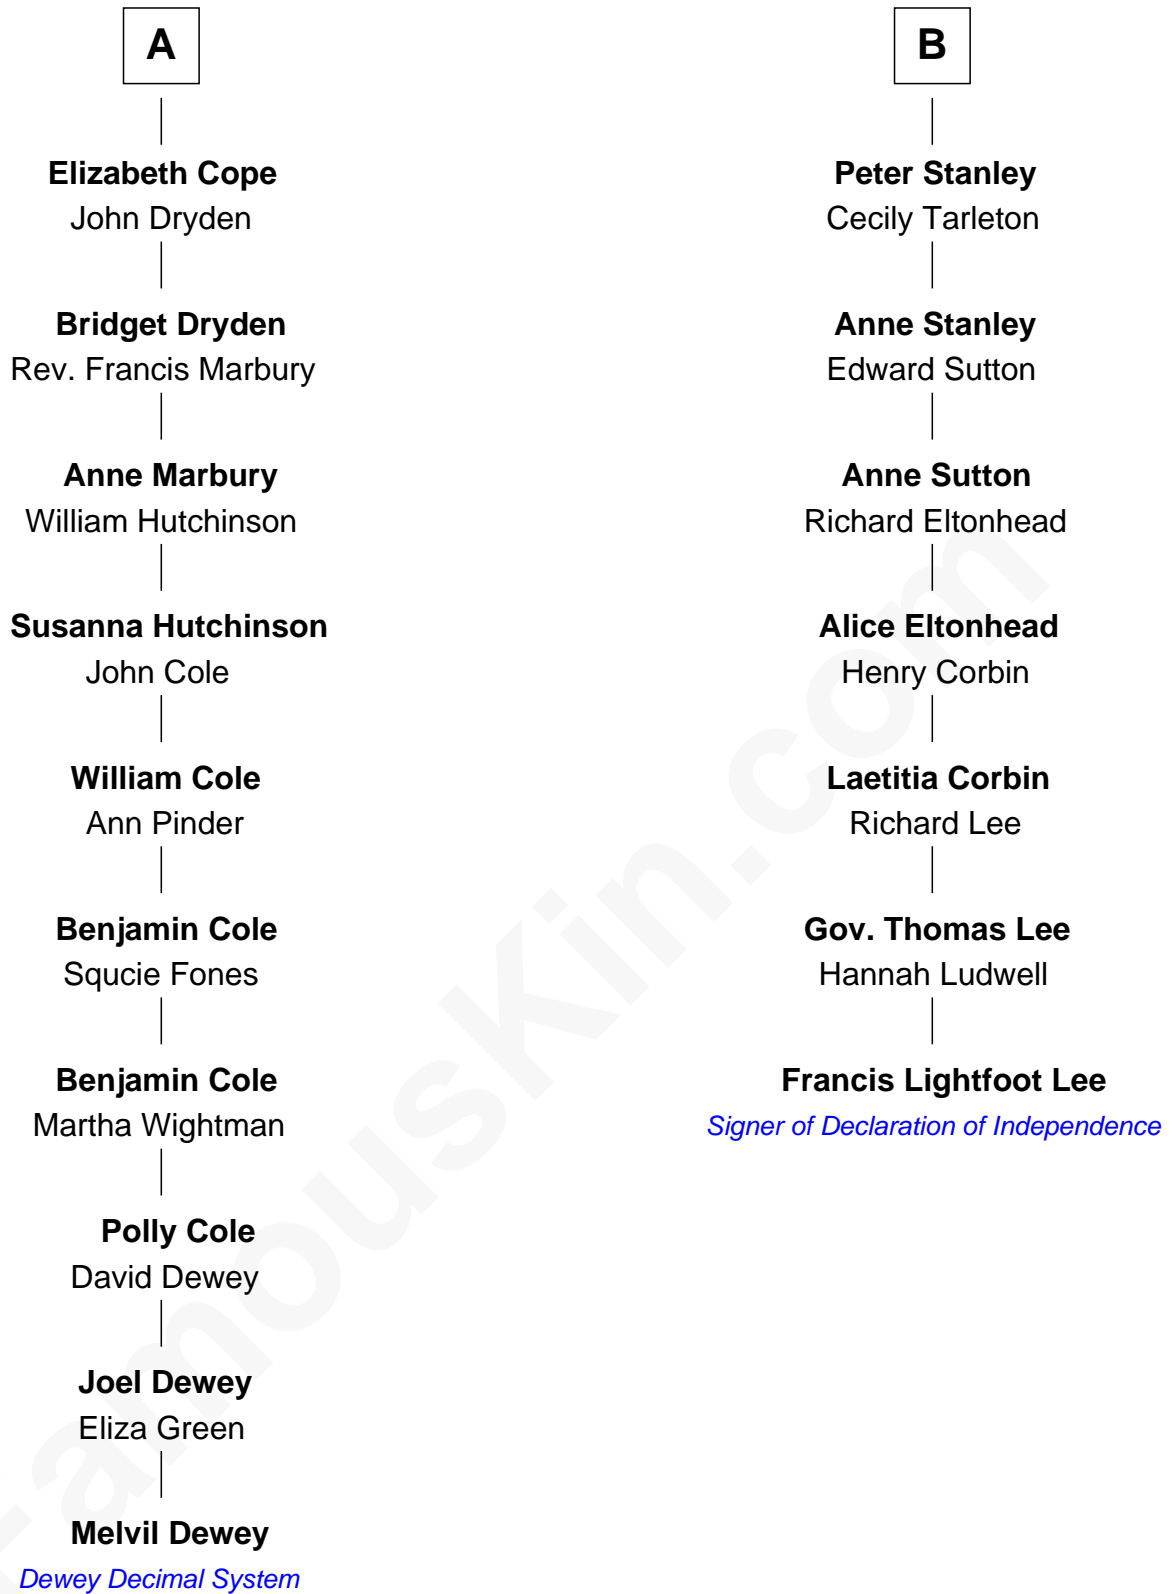 A
Elizabeth Cope
John Dryden
Bridget Dryden
Rev. Francis Marbury
Anne Marbury
William Hutchinson
Susanna Hutchinson
John Cole
William Cole
Ann Pinder
Benjamin Cole
Squcie Fones
Benjamin Cole
Martha Wightman
Polly Cole
David Dewey
Joel Dewey
Eliza Green
Melvil Dewey
Dewey Decimal System
B
Peter Stanley
Cecily Tarleton
Anne Stanley
Edward Sutton
Anne Sutton
Richard Eltonhead
Alice Eltonhead
Henry Corbin
Laetitia Corbin
Richard Lee
Gov. Thomas Lee
Hannah Ludwell
Francis Lightfoot Lee
Signer of Declaration of Independence
FamousKin.com